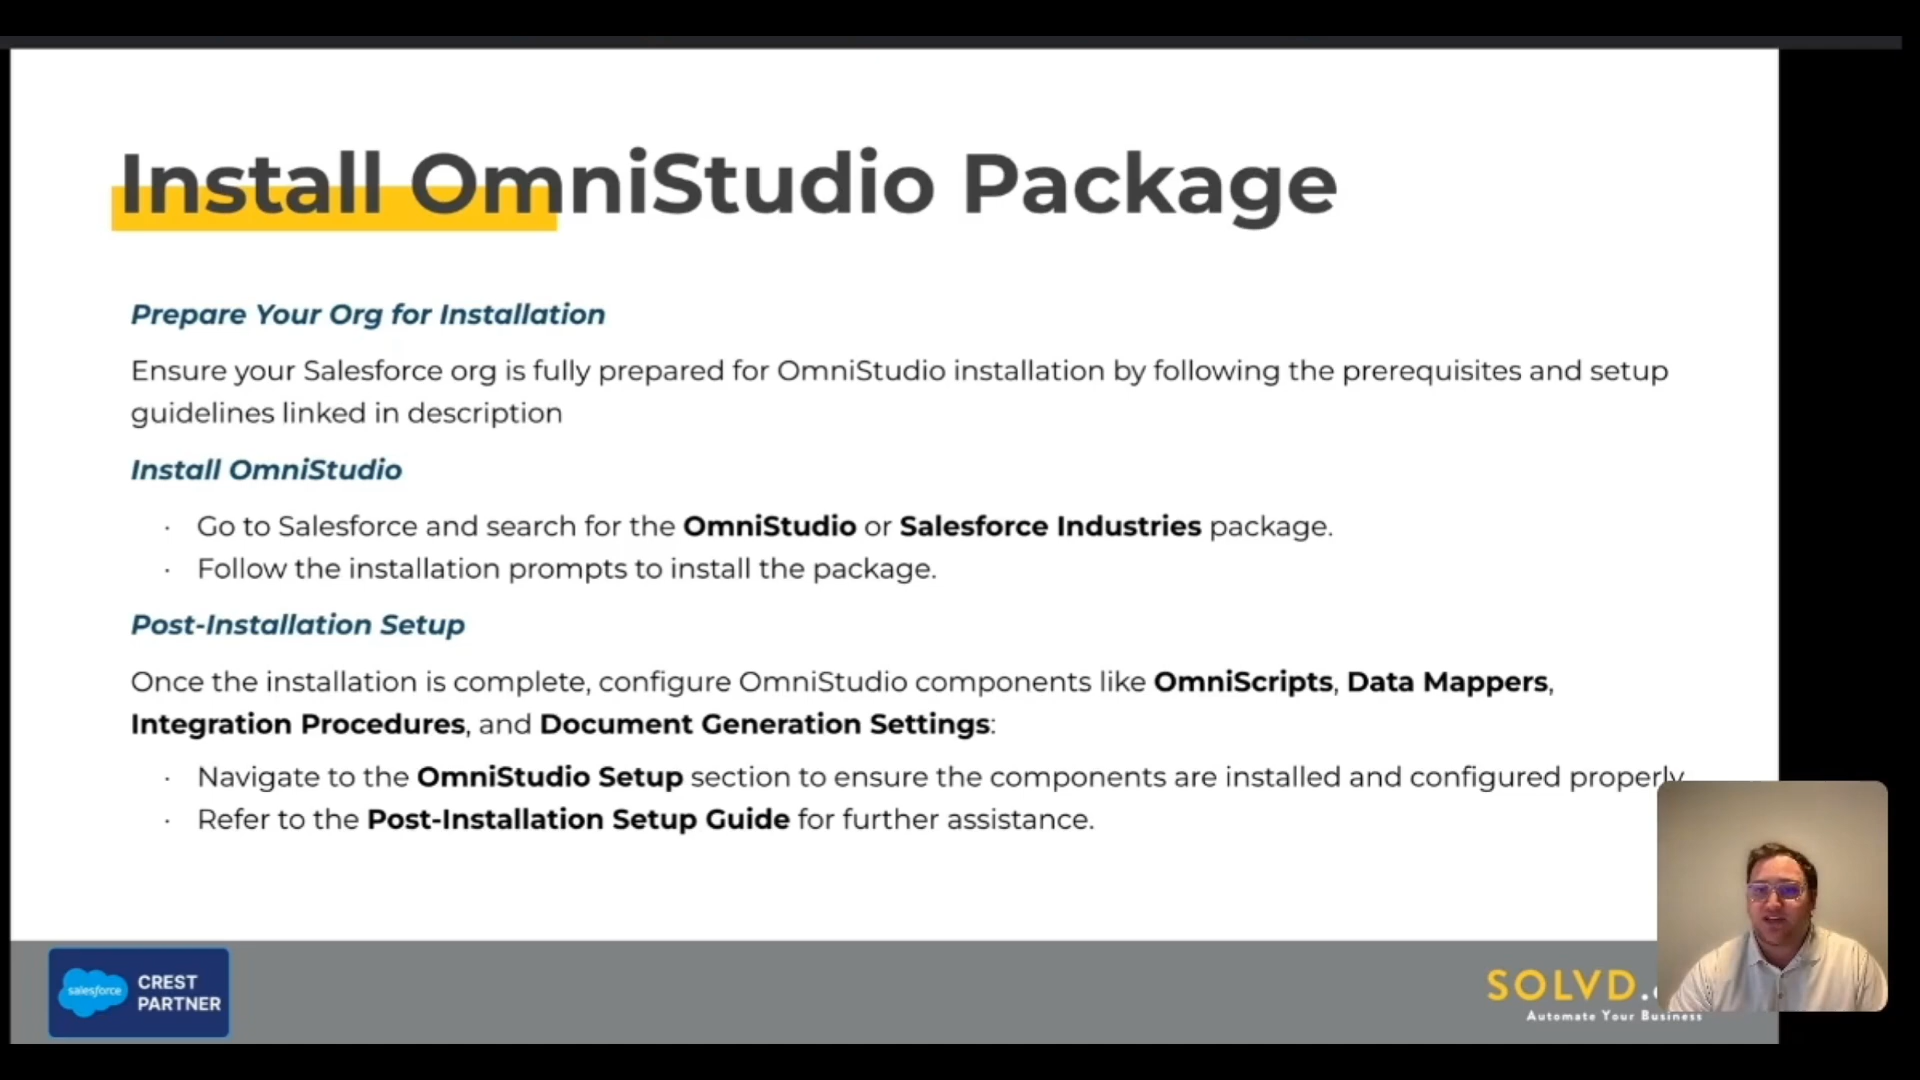 Install OmniStudio Package
Prepare Your Org for Installation
Ensure your Salesforce org is fully prepared for OmniStudio installation by following the prerequisites and setup
guidelines linked in description
Install OmniStudio
· Go to Salesforce and search for the OmniStudio or Salesforce Industries package.
· Follow the installation prompts to install the package.
Post-Installation Setup
Once the installation is complete, configure OmniStudio components like OmniScripts, Data Mappers,
Integration Procedures, and Document Generation Settings:
· Navigate to the OmniStudio Setup section to ensure the components are installed and configured properly
· Refer to the Post-Installation Setup Guide for further assistance.
salesforce
CREST
PARTNER
SOLVD.
Automate Your Business